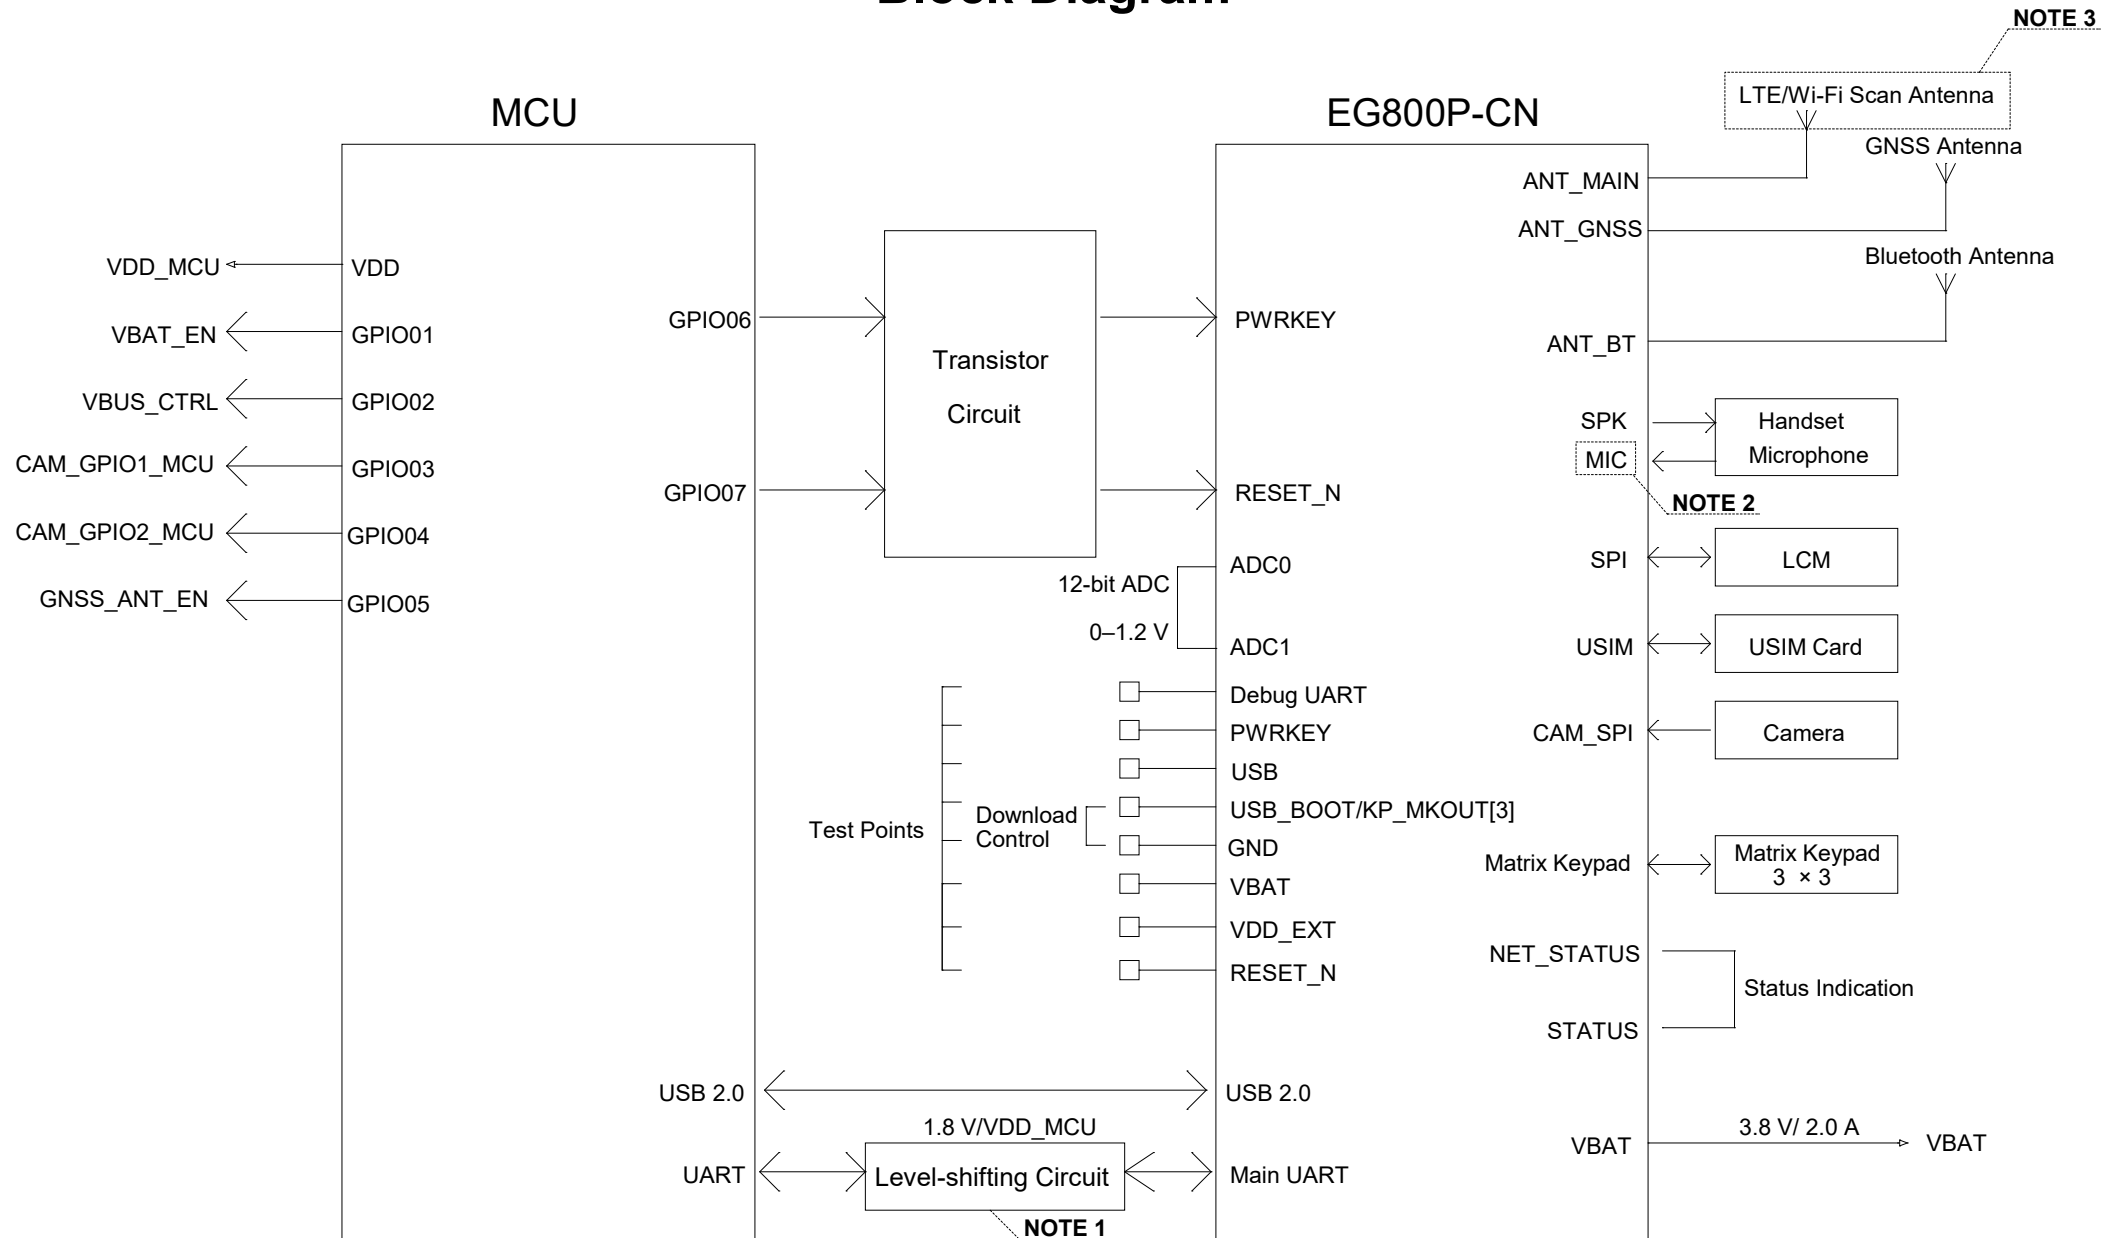 Block Diagram
NOTE 3
LTE/Wi-Fi Scan Antenna
MCU
EG800P-CN
GNSS Antenna
ANT_MAIN
ANT_GNSS
Bluetooth Antenna
VDD_MCU
VDD
VBAT_EN
GPIO01
GPIO06
PWRKEY
ANT_BT
Transistor
Circuit
VBUS_CTRL
GPIO02
SPK
Handset
MIC
Microphone
CAM_GPIO1_MCU
GPIO03
GPIO07
RESET_N
NOTE 2
CAM_GPIO2_MCU
GPIO04
ADC0
SPI
LCM
12-bit ADC
GNSS_ANT_EN
GPIO05
0–1.2 V
ADC1
USIM
USIM Card
Debug UART
PWRKEY
CAM_SPI
Camera
USB
Test Points
Download
Control
USB_BOOT/KP_MKOUT[3]
GND
Matrix Keypad
Matrix Keypad
3 × 3
VBAT
VDD_EXT
NET_STATUS
RESET_N
Status Indication
STATUS
USB 2.0
USB 2.0
1.8 V/VDD_MCU
3.8 V/ 2.0 A
VBAT
VBAT
UART
Level-shifting Circuit
Main UART
NOTE 1